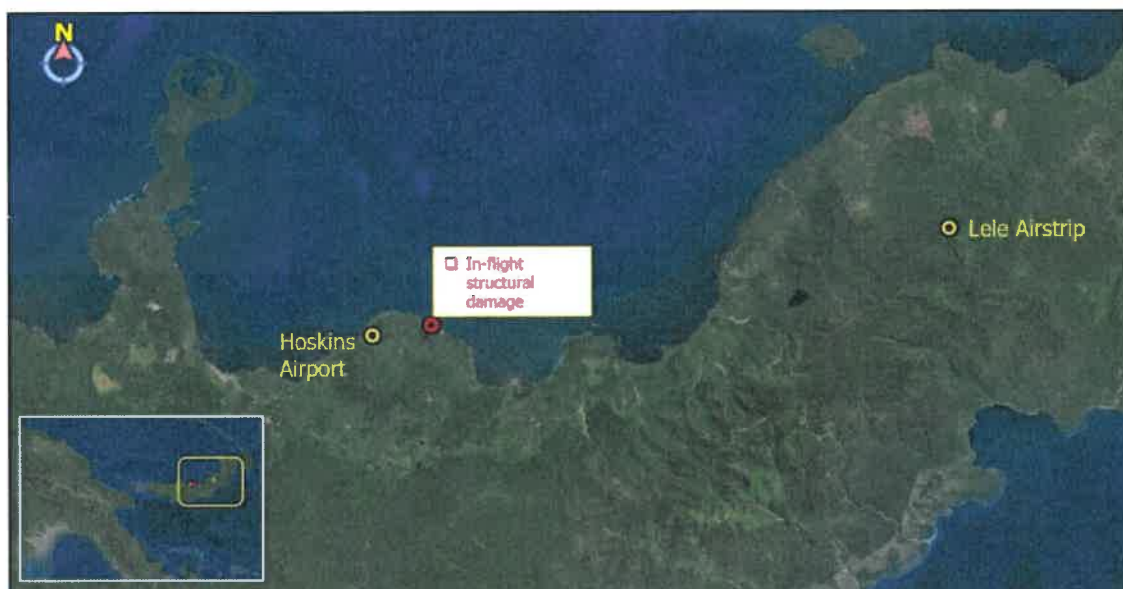 N
Lele Airstrip
In-flight
structural
damage
Hoskins
Airport